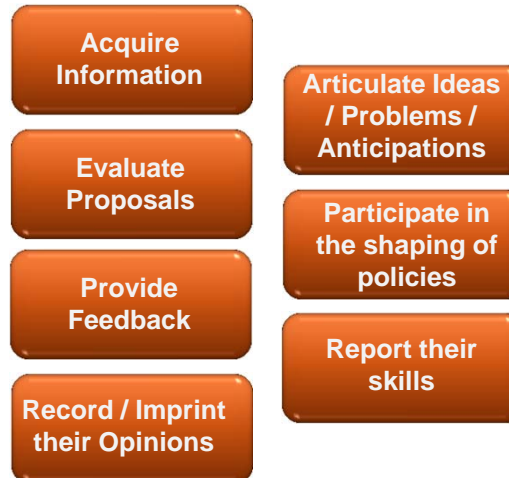 Acquire
Information
Evaluate
Proposals
Provide
Feedback
Record / Imprint
their Opinions
Articulate Ideas
/ Problems /
Anticipations
Participate in
the shaping of
policies
Report their
skills